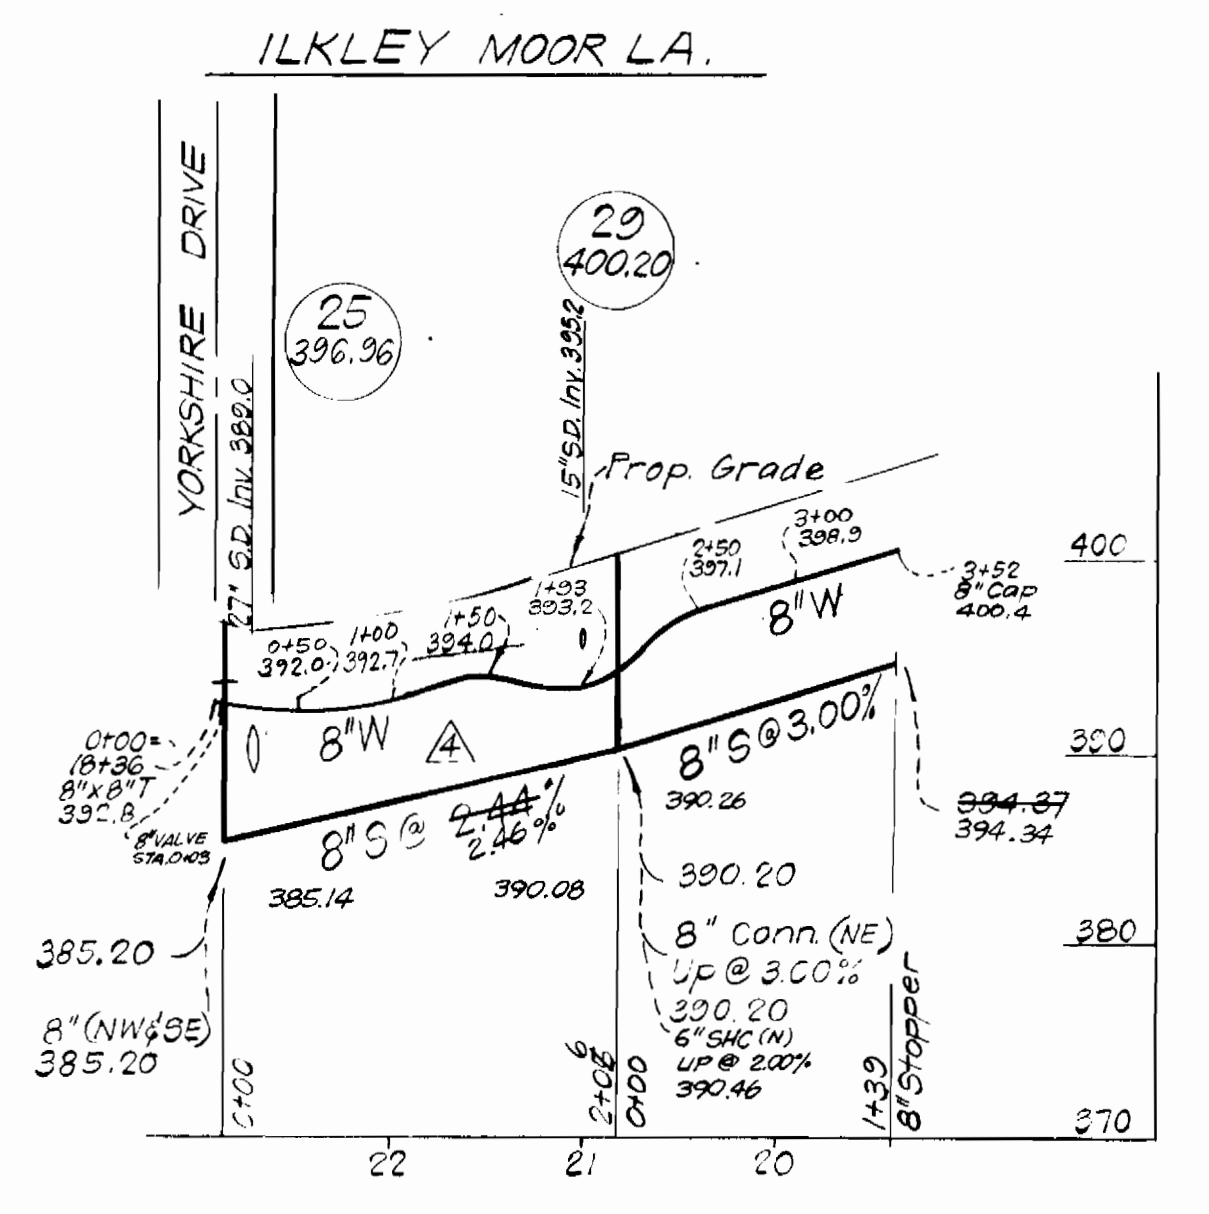 ILKLEY MOOR LA.
YORKSHIRE DRIVE
29
400.20
25
396.96
27" S.D. Inv. 389.0
15" S.D. Inv. 395.2
Prop. Grade
3+00
398.9
2+50
397.1
400
3+52
8" Cap
400.4
1+93
393.2
1+50
394.0
1+00
392.7
0+50
392.0
8"W
8"W
4
0+00=
18+36
8"X8"T
392.8
8" VALVE
STA.0+03
8"S @ 3.00%
390
390.26
394.37
394.34
8"S @ 2.44%
2.46%
385.14
390.08
390.20
385.20
8" Conn. (NE)
Up @ 3.00%
390.20
380
6" SHC (N)
UP @ 2.00%
390.46
8" (NW&SE)
385.20
0+00
6
2+08
0+00
1+39
8" Stopper
370
22
21
20